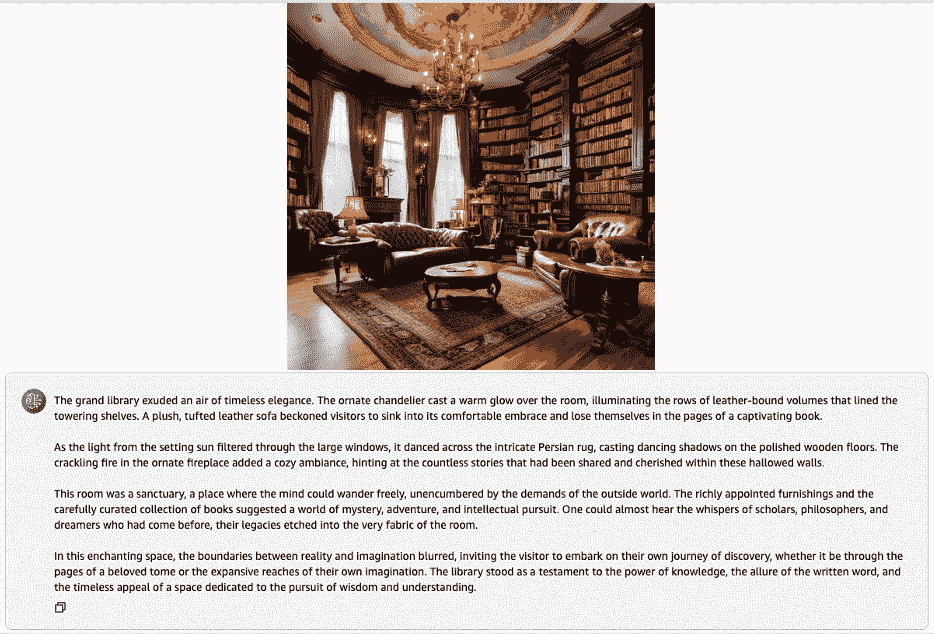 The grand library exuded an air of timeless elegance. The ornate chandelier cast a warm glow over the room, illuminating the rows of leather-bound volumes that lined the
towering shelves. A plush, tufted leather sofa beckoned visitors to sink into its comfortable embrace and lose themselves in the pages of a captivating book.
As the light from the setting sun filtered through the large windows, it danced across the intricate Persian rug, casting dancing shadows on the polished wooden floors. The
crackling fire in the ornate fireplace added a cozy ambiance, hinting at the countless stories that had been shared and cherished within these hallowed walls.
This room was a sanctuary, a place where the mind could wander freely, unencumbered by the demands of the outside world. The richly appointed furnishings and the
carefully curated collection of books suggested a world of mystery, adventure, and intellectual pursuit. One could almost hear the whispers of scholars, philosophers, and
dreamers who had come before, their legacies etched into the very fabric of the room.
In this enchanting space, the boundaries between reality and imagination blurred, inviting the visitor to embark on their own journey of discovery, whether it be through the
pages of a beloved tome or the expansive reaches of their own imagination. The library stood as a testament to the power of knowledge, the allure of the written word, and
the timeless appeal of a space dedicated to the pursuit of wisdom and understanding.